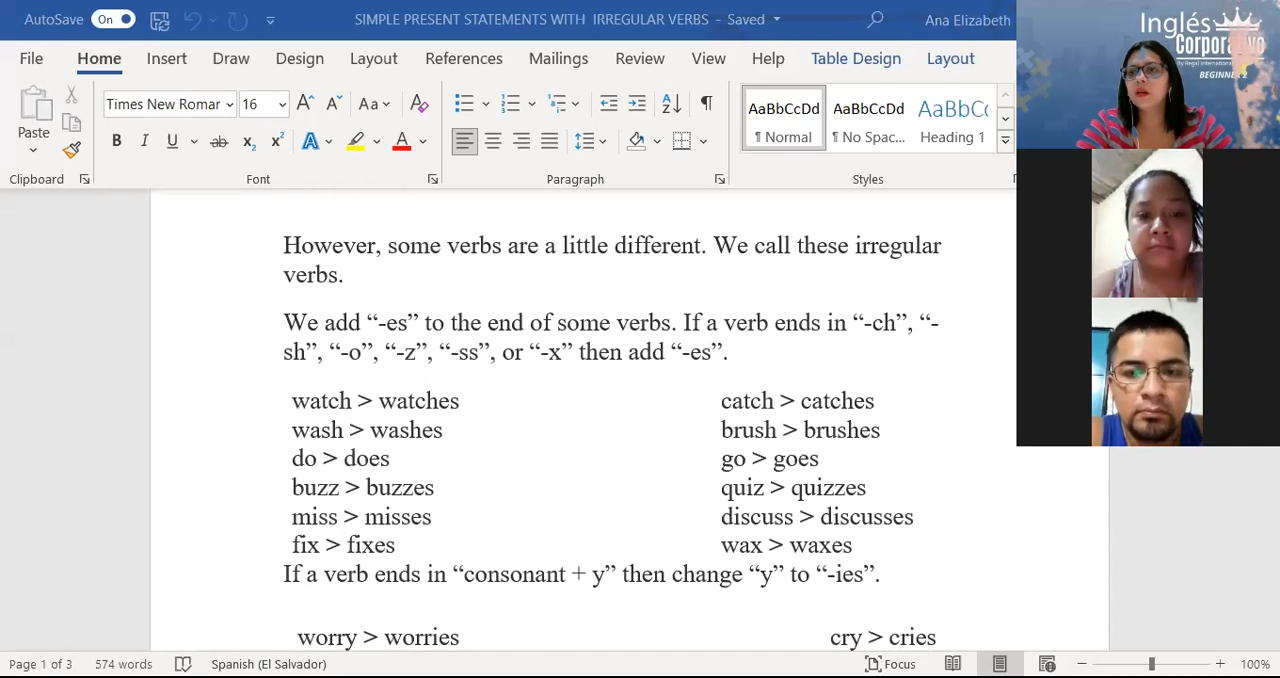 AutoSave On SIMPLE PRESENT STATEMENTS WITH IRREGULAR VERBS - Saved Ana Elizabeth
File Home Insert Draw Design Layout References Mailings Review View Help Table Design Layout
Inglés
Corporativo
BEGINNER 2
Paste
Times New Romar 16
Aa
B I U ab x₂ x² A A
AaBbCcDd AaBbCcDd AaBbCc
¶ Normal ¶ No Spac... Heading 1
Clipboard Font Paragraph Styles
However, some verbs are a little different. We call these irregular
verbs.
We add “-es” to the end of some verbs. If a verb ends in “-ch”, “-
sh”, “-o”, “-z”, “-ss”, or “-x” then add “-es”.
watch > watches catch > catches
wash > washes brush > brushes
do > does go > goes
buzz > buzzes quiz > quizzes
miss > misses discuss > discusses
fix > fixes wax > waxes
If a verb ends in “consonant + y” then change “y” to “-ies”.
worry > worries cry > cries
Page 1 of 3 574 words Spanish (El Salvador) Focus 100%